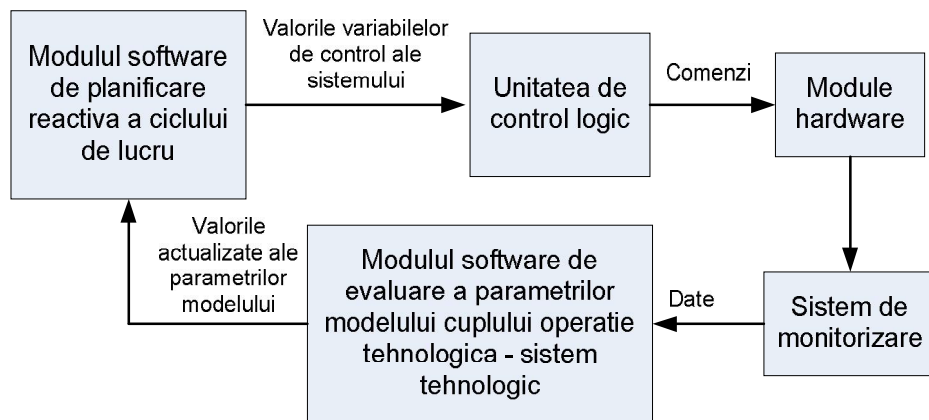 Modulul software
de planificare
reactiva a ciclului
de lucru
Valorile variabilelor
de control ale
sistemului
Unitatea de
control logic
Comenzi
Module
hardware
Valorile
actualizate ale
parametrilor
modelului
Modulul software de
evaluare a parametrilor
modelului cuplului operatie
tehnologica - sistem
tehnologic
Date
Sistem de
monitorizare